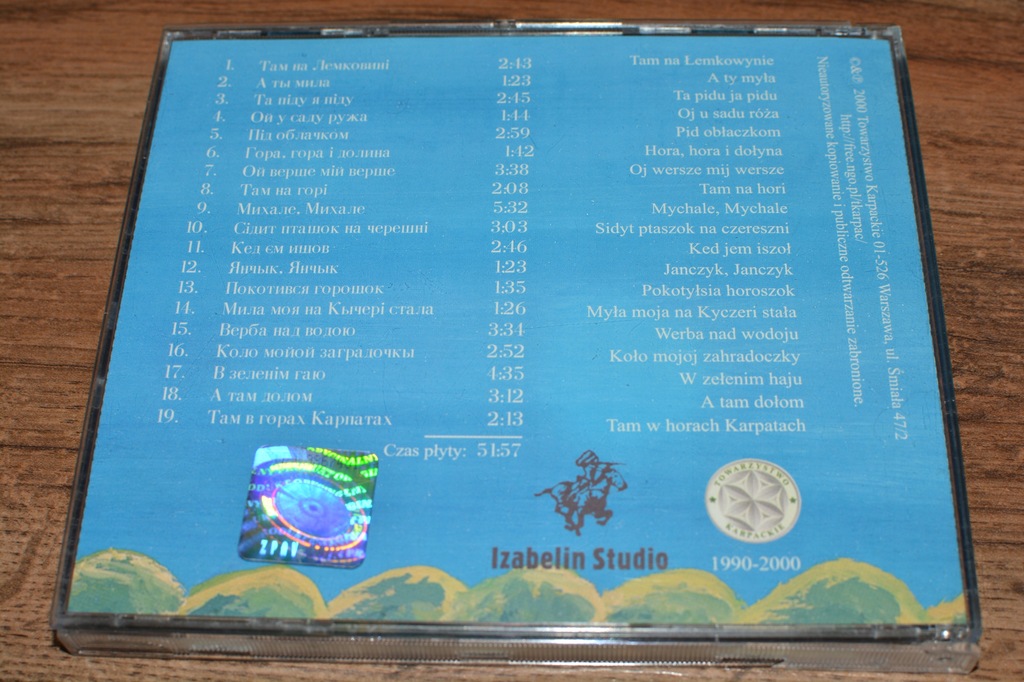 1. Там на Лемковині 2:43 Tam na Łemkowynie
2. А ты мила 1:23 A ty myła
3. Та піду я піду 2:45 Ta pidu ja pidu
4. Ой у саду ружа 1:44 Oj u sadu róża
5. Під облачком 2:59 Pid obłaczkom
6. Гора, гора і долина 1:42 Hora, hora i dołyna
7. Ой верше мій верше 3:38 Oj wersze mij wersze
8. Там на горі 2:08 Tam na hori
9. Михале, Михале 5:32 Mychale, Mychale
10. Сідит пташок на черешні 3:03 Sidyt ptaszok na czereszni
11. Кед єм ишов 2:46 Ked jem iszoł
12. Янчык, Янчык 1:23 Janczyk, Janczyk
13. Покотився горошок 1:35 Pokotyłsia horoszok
14. Мила моя на Кычері стала 1:26 Myła moja na Kyczeri stała
15. Верба над водою 3:34 Werba nad wodoju
16. Коло мойой заградочкы 2:52 Koło mojoj zahradoczky
17. В зеленім гаю 4:35 W zełenim haju
18. А там долом 3:12 A tam dołom
19. Там в горах Карпатах 2:13 Tam w horach Karpatach
Czas płyty: 51:57
©&℗ 2000 Towarzystwo Karpackie 01-526 Warszawa, ul. Śmiała 47/2
http://free.ngo.pl/tkarpac/
Nieautoryzowane kopiowanie i publiczne odtwarzanie zabronione.
ZPAV
Izabelin Studio
TOWARZYSTWO
KARPACKIE
1990-2000